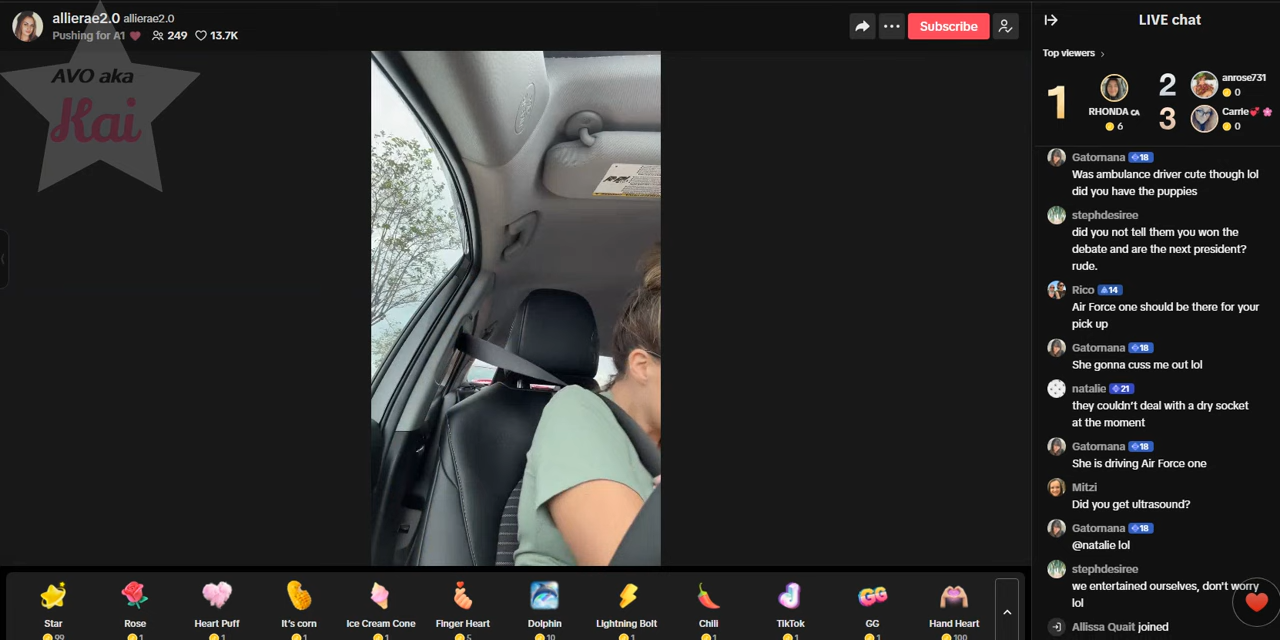 allierae2.0 allierae2.0
Pushing for A1 249 13.7K
Subscribe
AVO aka
Kai
LIVE chat
Top viewers
1
RHONDA CA
6
2
anrose731
0
3
Carrie
0
Gatornana 18
Was ambulance driver cute though lol
did you have the puppies
stephdesiree
did you not tell them you won the
debate and are the next president?
rude.
Rico 14
Air Force one should be there for your
pick up
Gatornana 18
She gonna cuss me out lol
natalie 21
they couldn't deal with a dry socket
at the moment
Gatornana 18
She is driving Air Force one
Mitzi
Did you get ultrasound?
Gatornana 18
@natalie lol
stephdesiree
we entertained ourselves, don't worry
lol
Allissa Quait joined
GG
Star Rose Heart Puff It's corn Ice Cream Cone Finger Heart Dolphin Lightning Bolt Chili TikTok GG Hand Heart
99 1 1 1 1 5 10 1 1 1 1 100